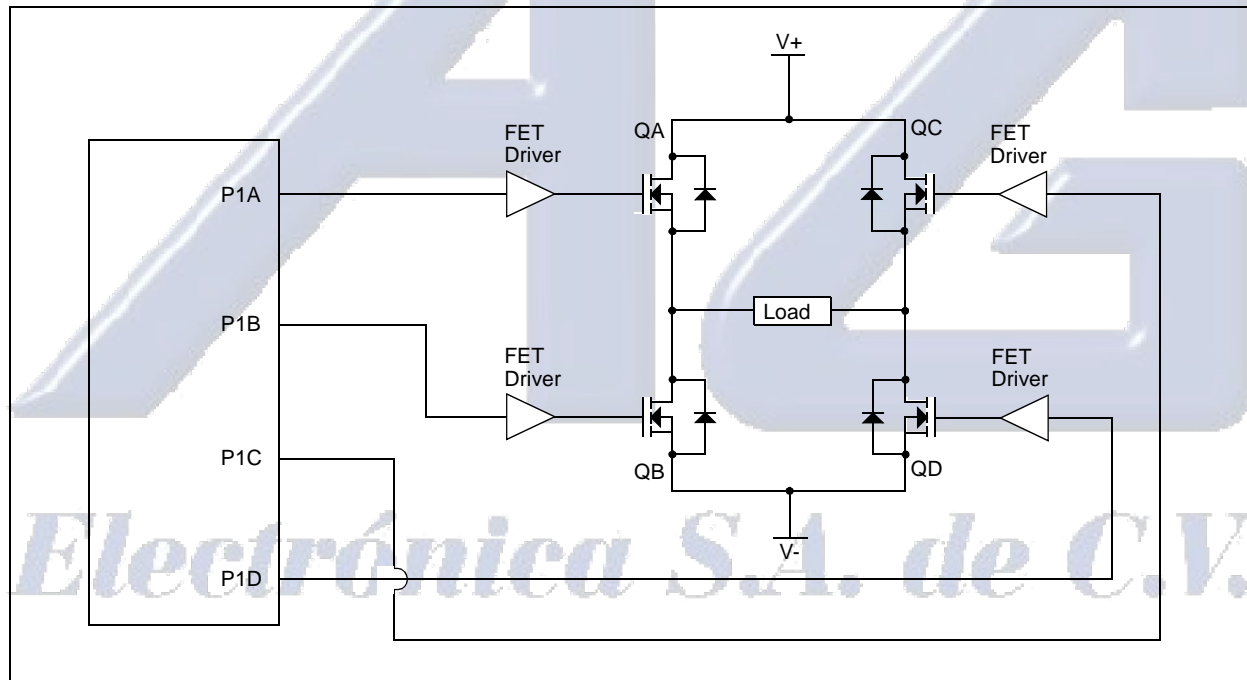 V+
QA
QC
FET
Driver
FET
Driver
P1A
P1B
Load
FET
Driver
FET
Driver
P1C
QB
QD
V-
P1D
Electrónica S.A. de C.V.
AG